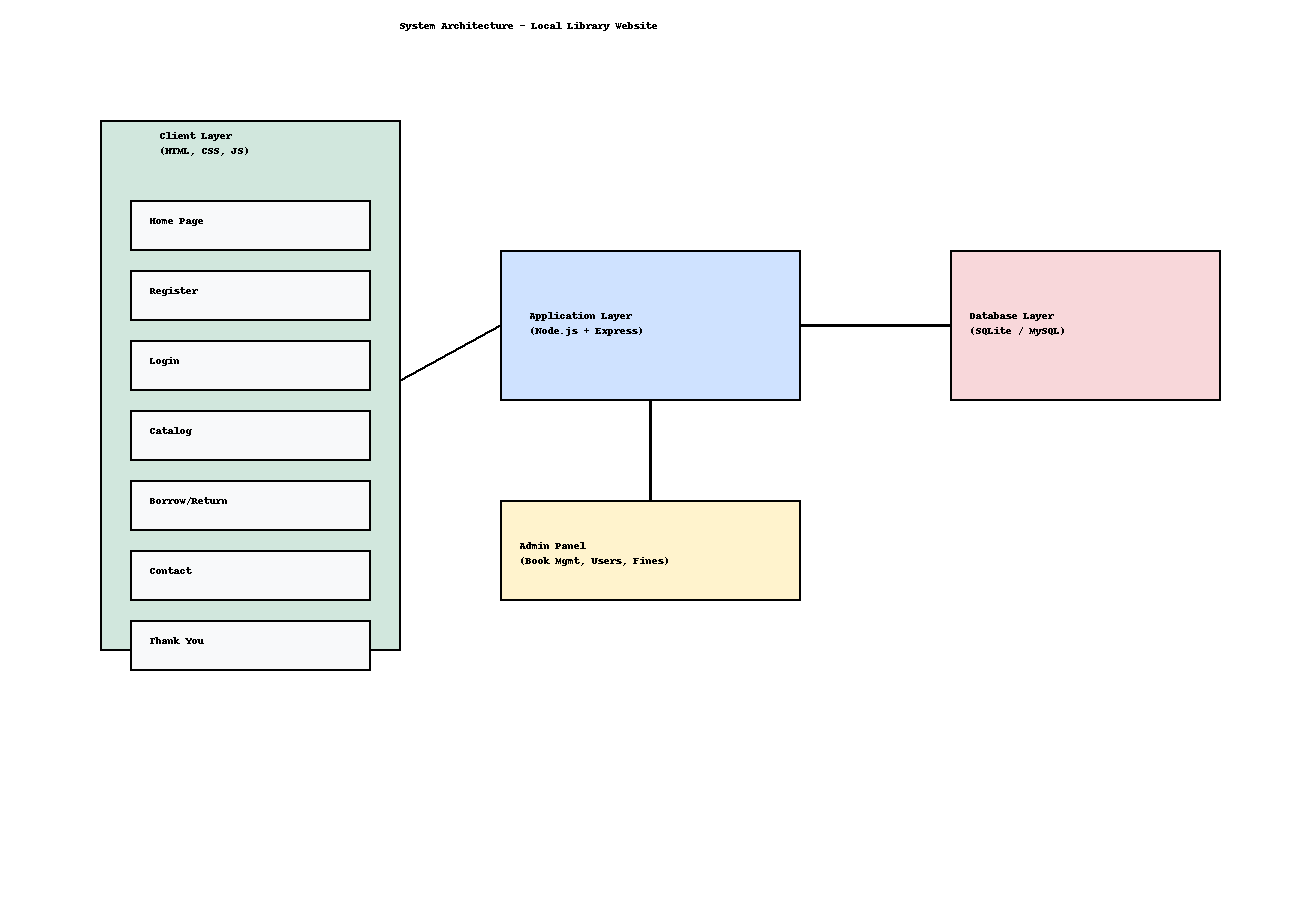 System Architecture - Local Library Website
Client Layer
(HTML, CSS, JS)
Home Page
Register
Login
Catalog
Borrow/Return
Contact
Thank You
Application Layer
(Node.js + Express)
Database Layer
(SQLite / MySQL)
Admin Panel
(Book Mgmt, Users, Fines)